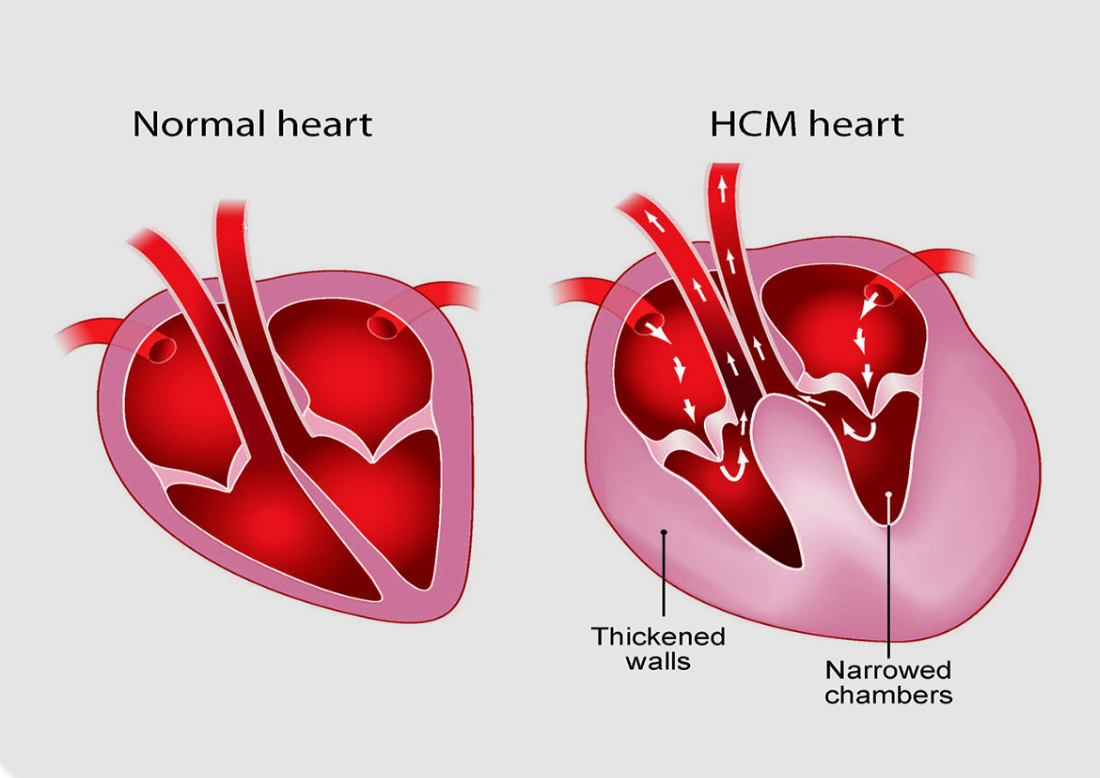 Normal heart
HCM heart
Thickened
walls
Narrowed
chambers